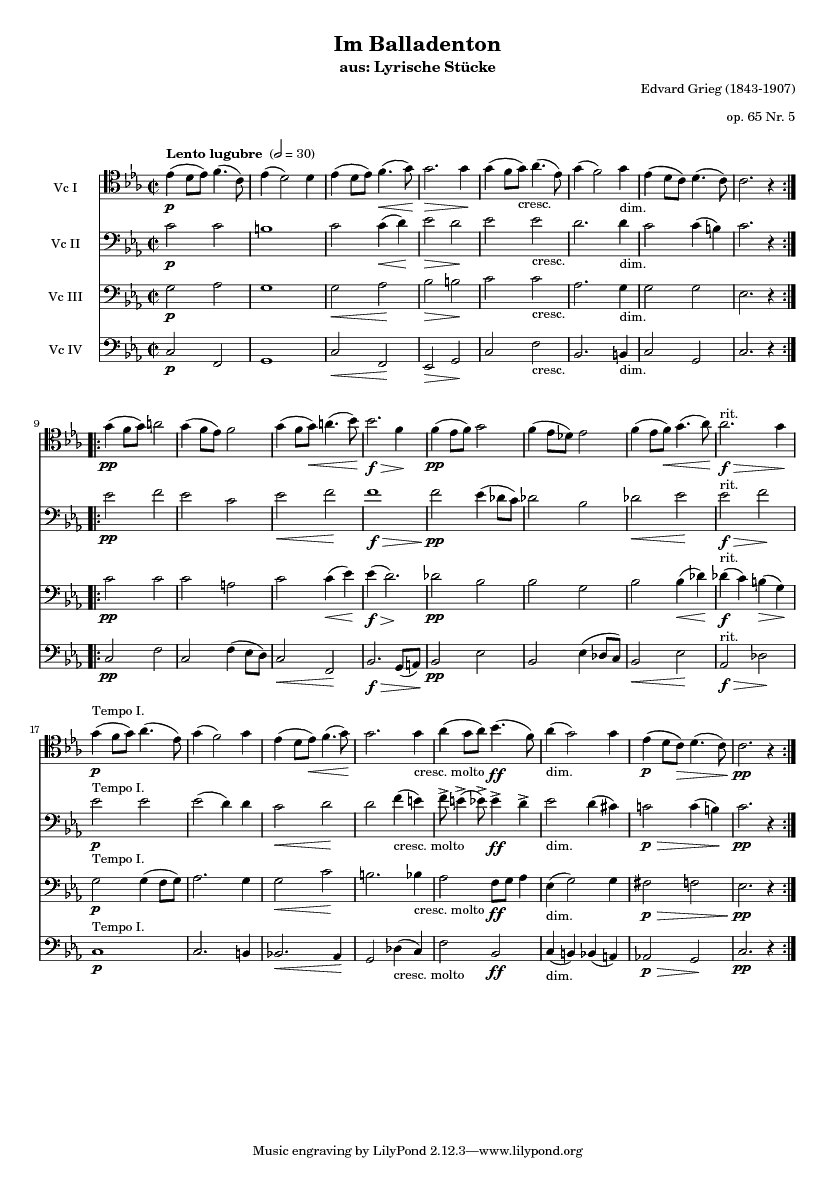 Im Balladenton
aus: Lyrische Stücke
Edvard Grieg (1843-1907)
op. 65 Nr. 5
Lento lugubre (𝅗𝅥 = 30)
Vc I
p
cresc.
dim.
Vc II
p
cresc.
dim.
Vc III
p
cresc.
dim.
Vc IV
p
cresc.
dim.
9
rit.
pp
f
pp
f
rit.
pp
f
pp
f
rit.
pp
f
pp
f
rit.
pp
f
pp
f
17
Tempo I.
p
cresc. molto
ff
dim.
p
pp
Tempo I.
p
cresc. molto
ff
dim.
p
pp
Tempo I.
p
cresc. molto
ff
dim.
p
pp
Tempo I.
p
cresc. molto
ff
dim.
p
pp
Music engraving by LilyPond 2.12.3—www.lilypond.org